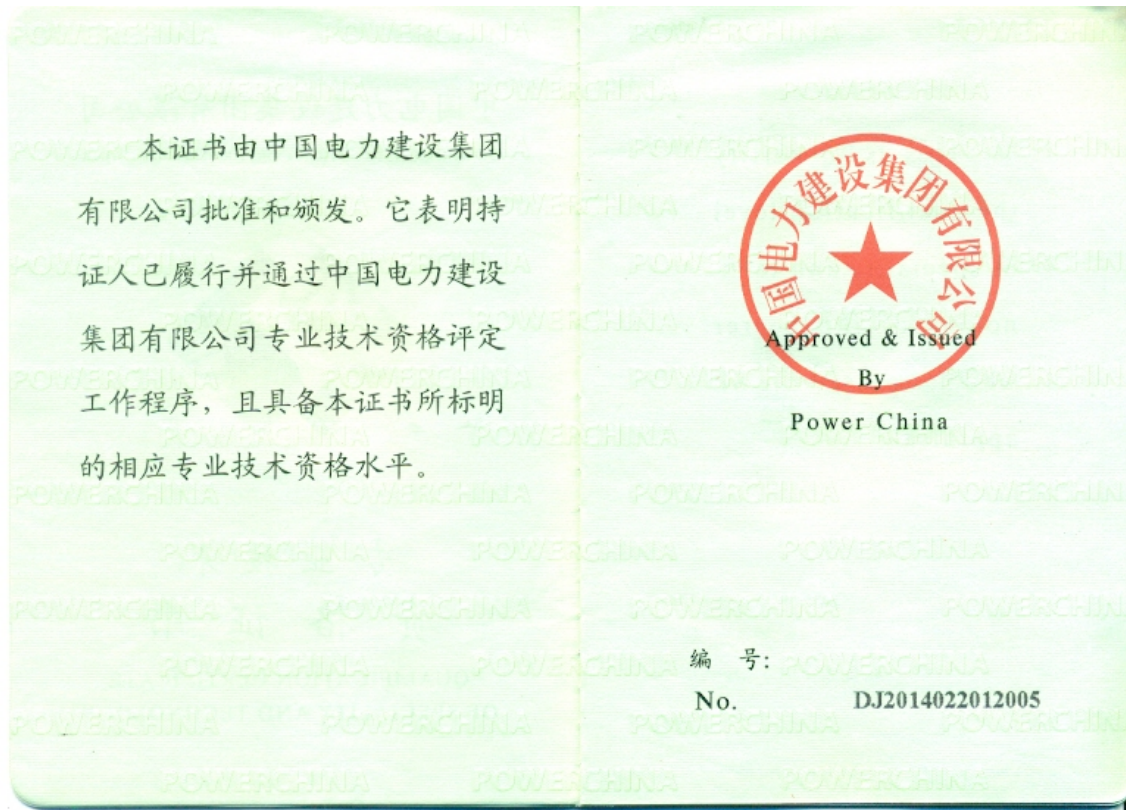 本证书由中国电力建设集团
有限公司批准和颁发。它表明持
证人已履行并通过中国电力建设
集团有限公司专业技术资格评定
工作程序，且具备本证书所标明
的相应专业技术资格水平。
中国电力建设集团有限公司
Approved & Issued
By
Power China
编 号：
No. DJ2014022012005
POWERCHINA